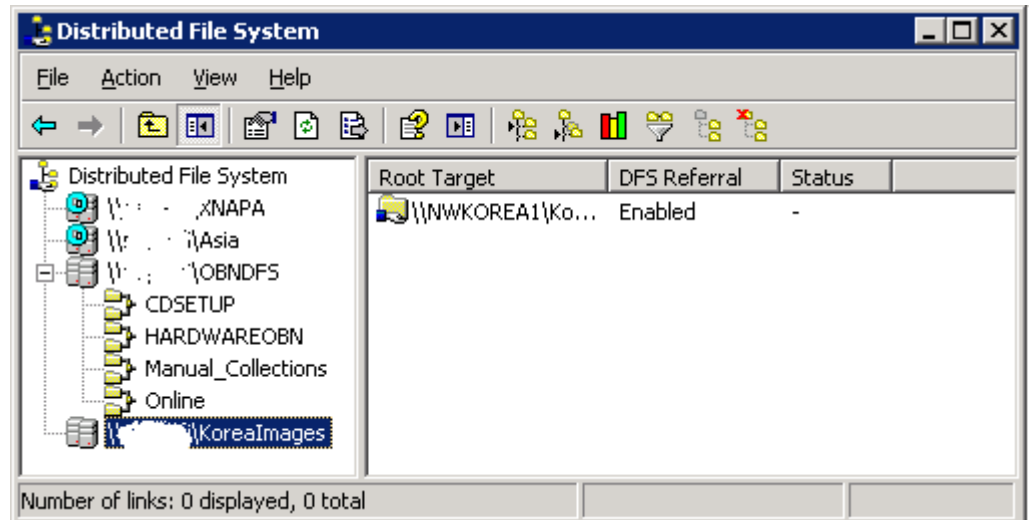 Distributed File System
File Action View Help
Distributed File System
XNAPA
\Asia
\OBNDFS
CDSETUP
HARDWAREOBN
Manual_Collections
Online
\KoreaImages
Root Target DFS Referral Status
\\NWKOREA1\Ko... Enabled -
Number of links: 0 displayed, 0 total